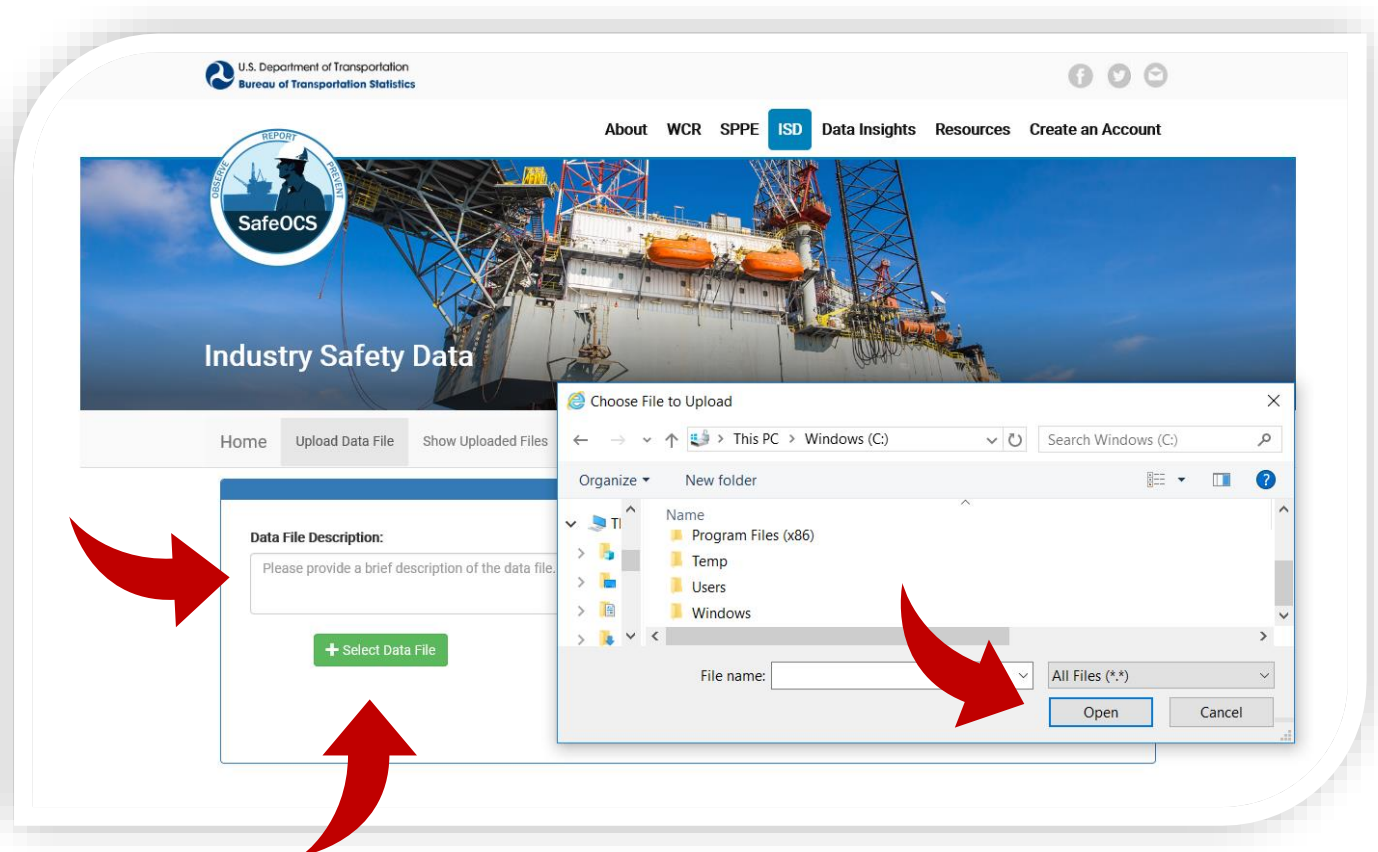 U.S. Department of Transportation
Bureau of Transportation Statistics
About WCR SPPE ISD Data Insights Resources Create an Account
OBSERVE REPORT PREVENT
SafeOCS
Industry Safety Data
Choose File to Upload
This PC > Windows (C:)
Search Windows (C:)
Home Upload Data File Show Uploaded Files
Organize New folder
Name
Program Files (x86)
Temp
Users
Windows
Data File Description:
Please provide a brief description of the data file.
+ Select Data File
File name:
All Files (*.*)
Open Cancel